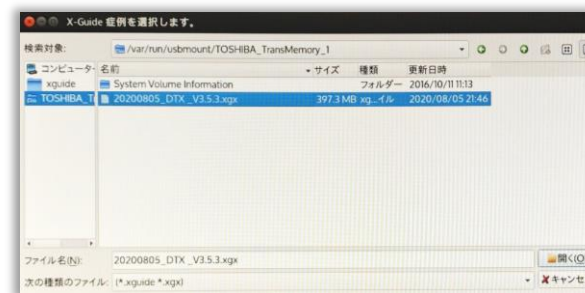 X-Guide 症例を選択します。
検索対象: /var/run/usbmount/TOSHIBA_TransMemory_1
コンピューター 名前 サイズ 種類 更新日時
xguide System Volume Information フォルダー 2016/10/11 11:13
TOSHIBA_T 20200805_DTX_V3.5.3.xgx 397.3 MB xg...イル 2020/08/05 21:46
ファイル名(N): 20200805_DTX_V3.5.3.xgx 開く(O
次の種類のファイル: (*.xguide *.xgx) キャンセ